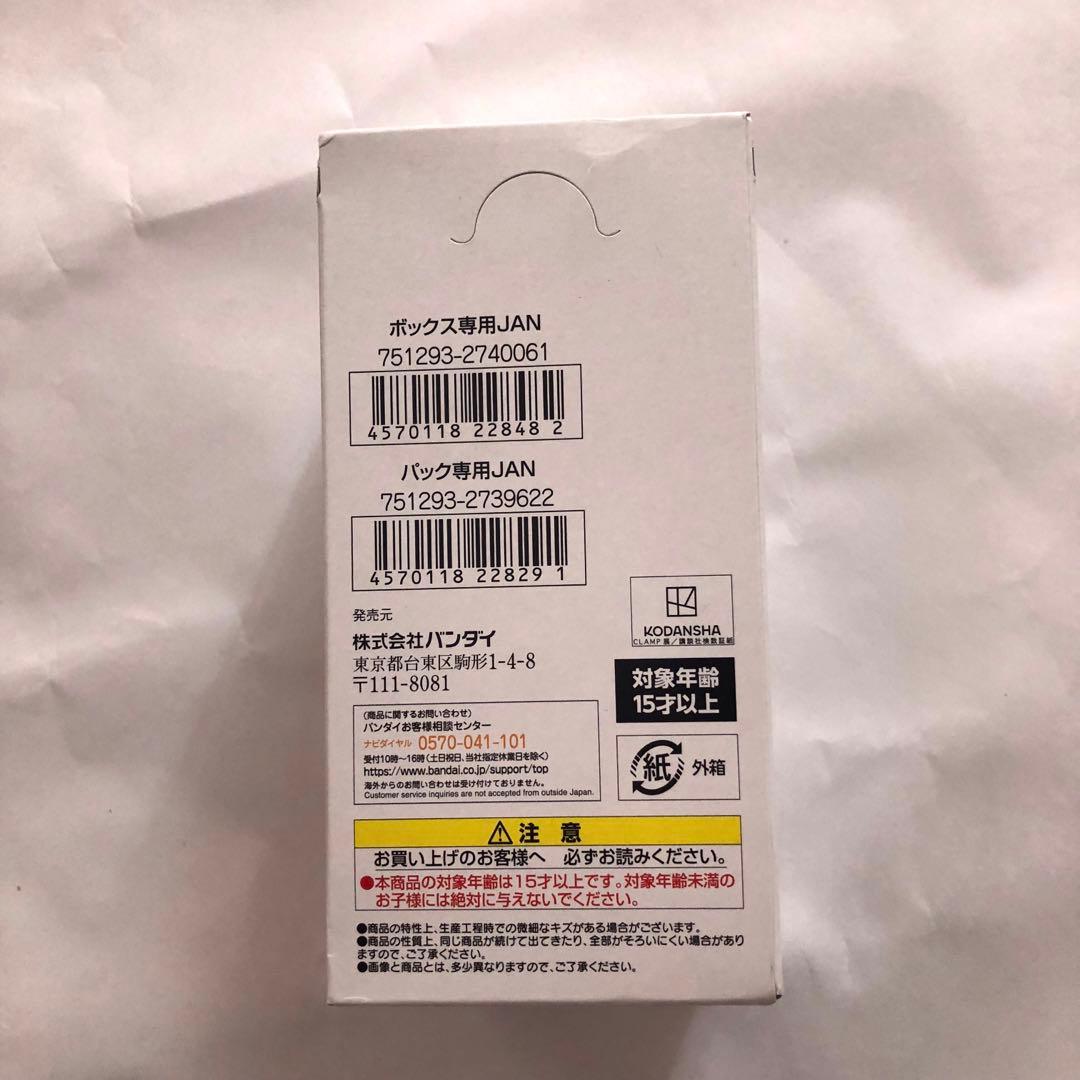 ボックス専用JAN
751293-2740061
4570118 22848 2
パック専用JAN
751293-2739622
4570118 22829 1
発売元
株式会社バンダイ
東京都台東区駒形1-4-8
〒111-8081
(商品に関するお問い合わせ)
バンダイお客様相談センター
ナビダイヤル 0570-041-101
受付10時〜16時(土日祝日、当社指定休業日を除く)
https://www.bandai.co.jp/support/top
海外からのお問い合わせは受け付けておりません。
Customer service inquiries are not accepted from outside Japan.
KODANSHA
CLAMP展/講談社検数証紙
対象年齢
15才以上
紙 外箱
注意
お買い上げのお客様へ 必ずお読みください。
●本商品の対象年齢は15才以上です。対象年齢未満の
お子様には絶対に与えないでください。
●商品の特性上、生産工程時での微細なキズがある場合がございます。
●商品の性質上、同じ商品が続けて出てきたり、全部がそろいにくい場合があり
ますので、ご了承ください。
●画像と商品とは、多少異なりますので、ご了承ください。